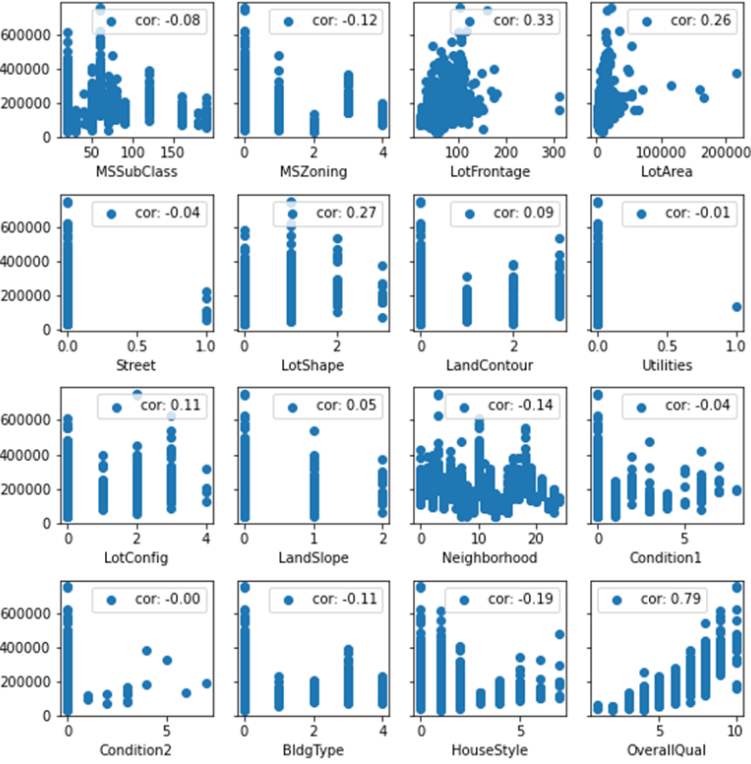 cor: -0.08 cor: -0.12 cor: 0.33 cor: 0.26
600000
400000
200000
0
50 100 150 0 2 4 100 200 300 0 100000 200000
MSSubClass MSZoning LotFrontage LotArea
cor: -0.04 cor: 0.27 cor: 0.09 cor: -0.01
600000
400000
200000
0
0.0 0.5 1.0 0 2 0 1 2 3 0.0 0.5 1.0
Street LotShape LandContour Utilities
cor: 0.11 cor: 0.05 cor: -0.14 cor: -0.04
600000
400000
200000
0
0 2 4 0 1 2 0 10 20 0 5
LotConfig LandSlope Neighborhood Condition1
cor: -0.00 cor: -0.11 cor: -0.19 cor: 0.79
600000
400000
200000
0
0 5 0 2 4 0 5 5 10
Condition2 BldgType HouseStyle OverallQual